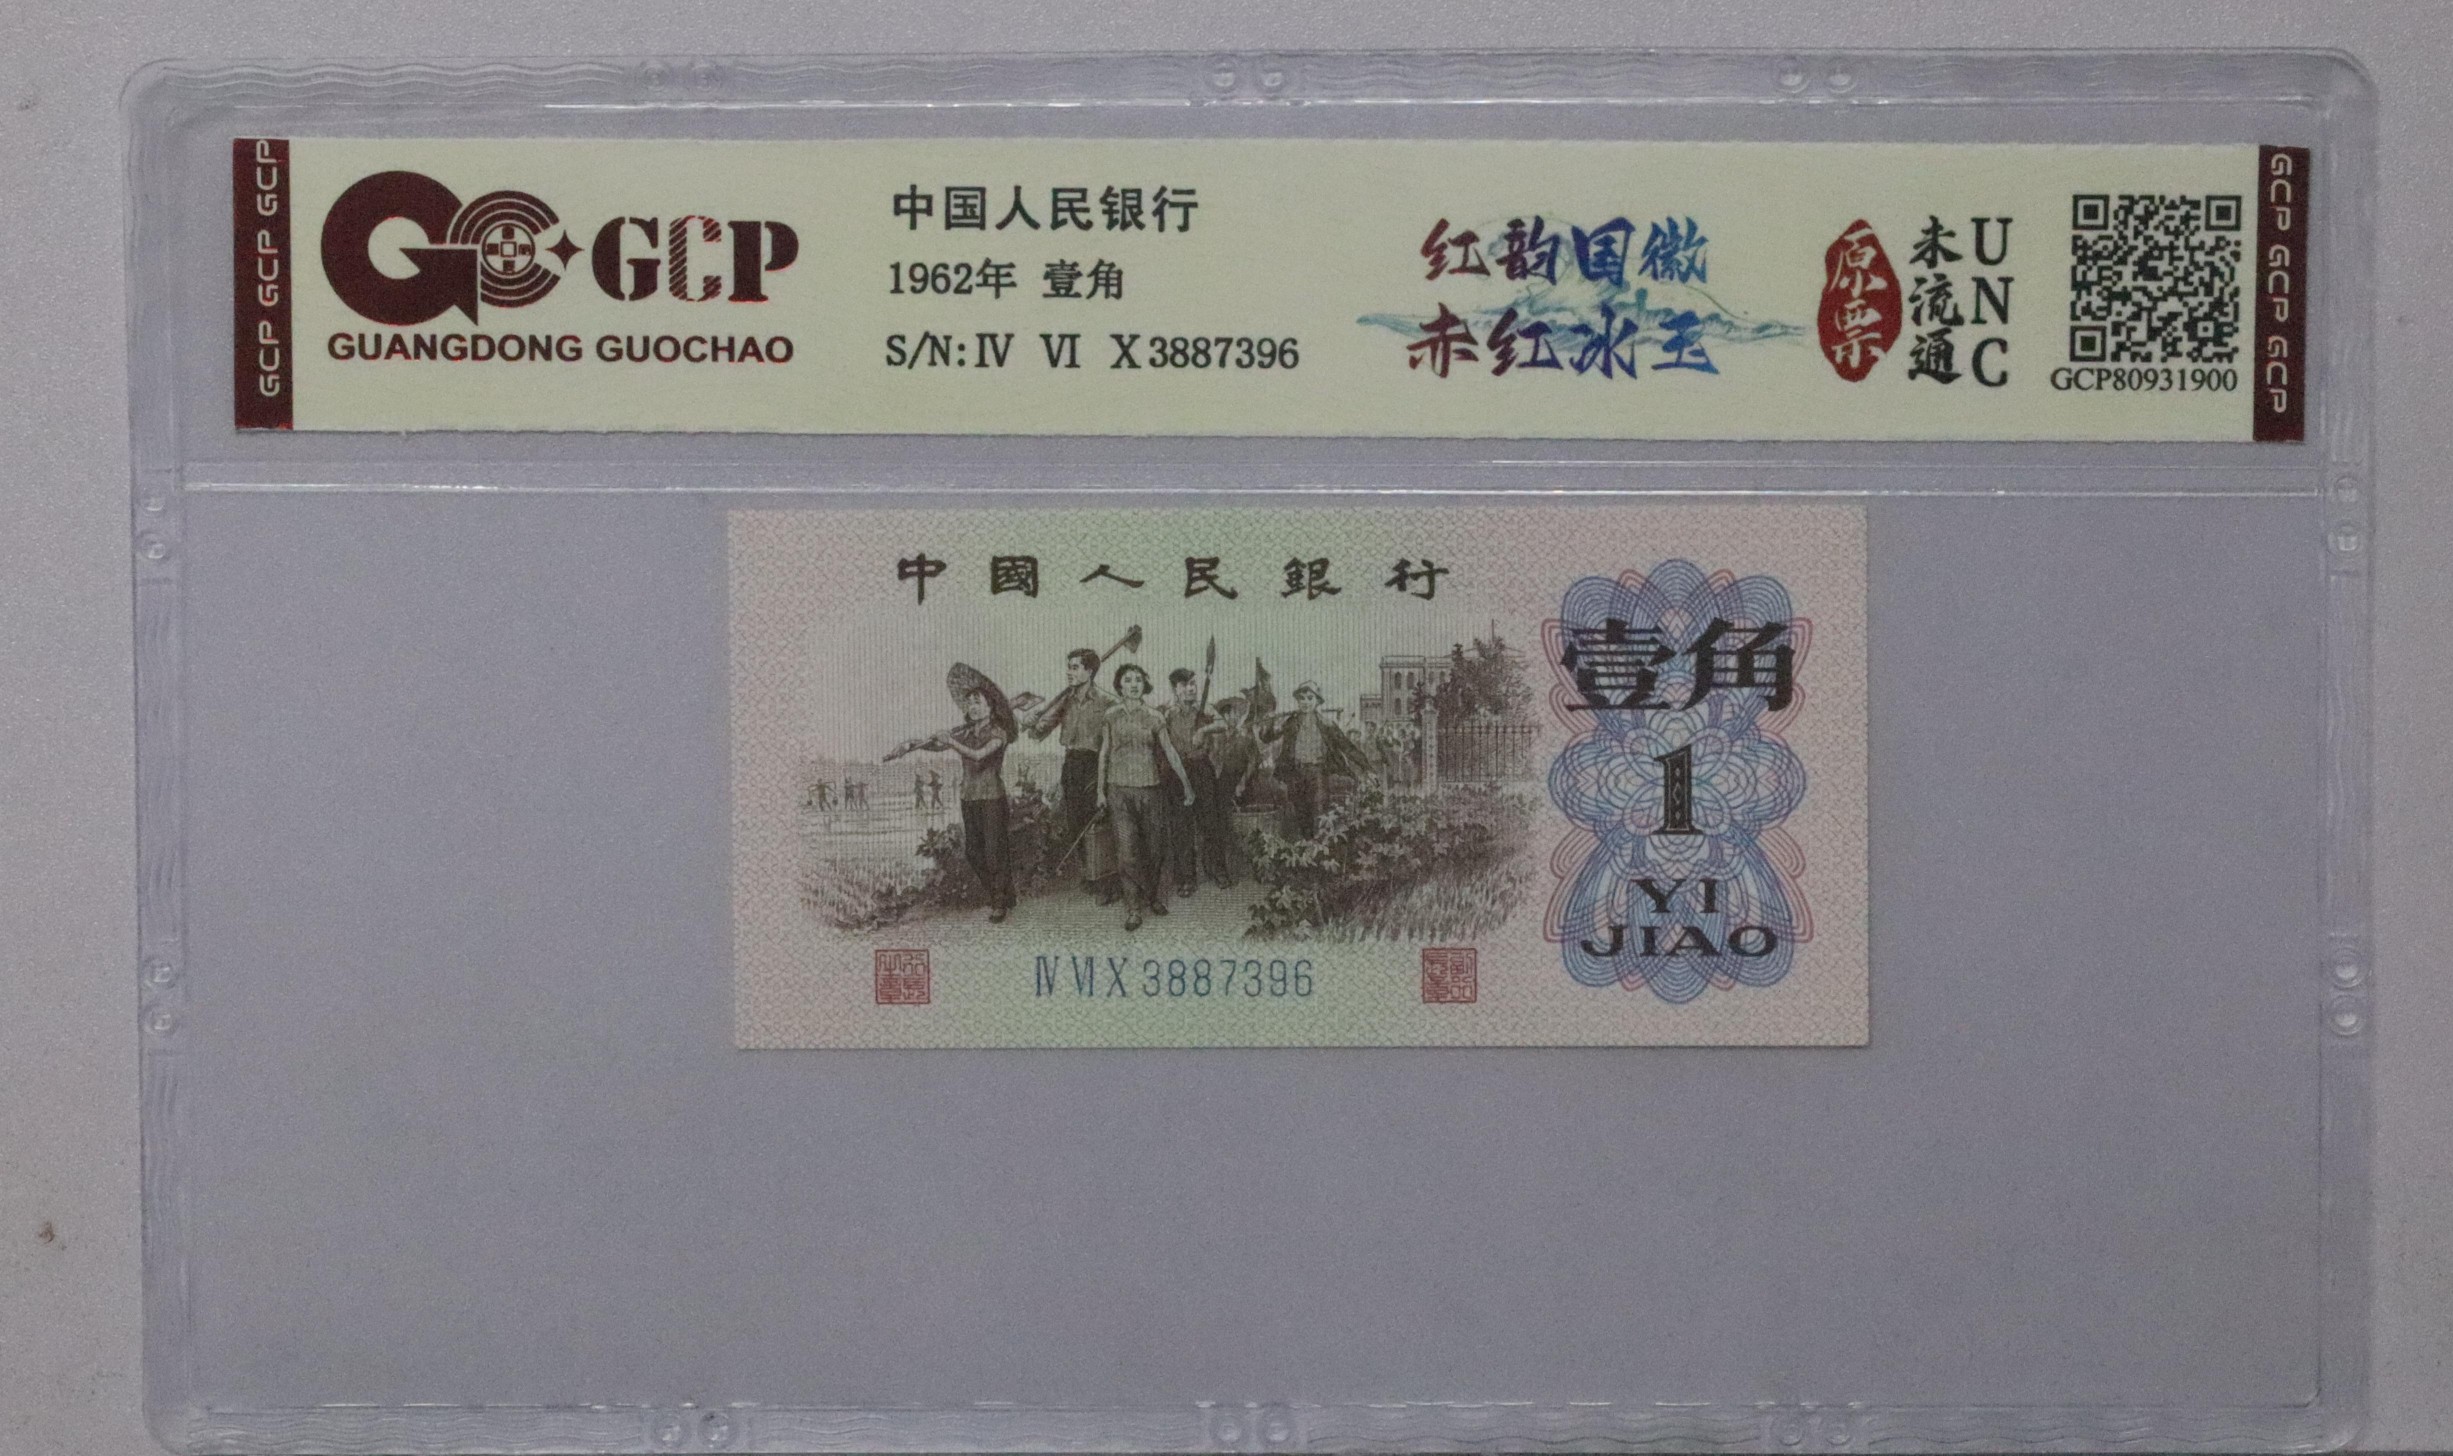 GCP GCP GCP
GCP
GUANGDONG GUOCHAO
中国人民银行
1962年 壹角
S/N: IV VI X 3887396
红韵国徽
赤红冰玉
原票
未流通
UNC
GCP80931900
GCP GCP GCP
中國人民銀行
壹角
1
YI
JIAO
IV VI X 3887396